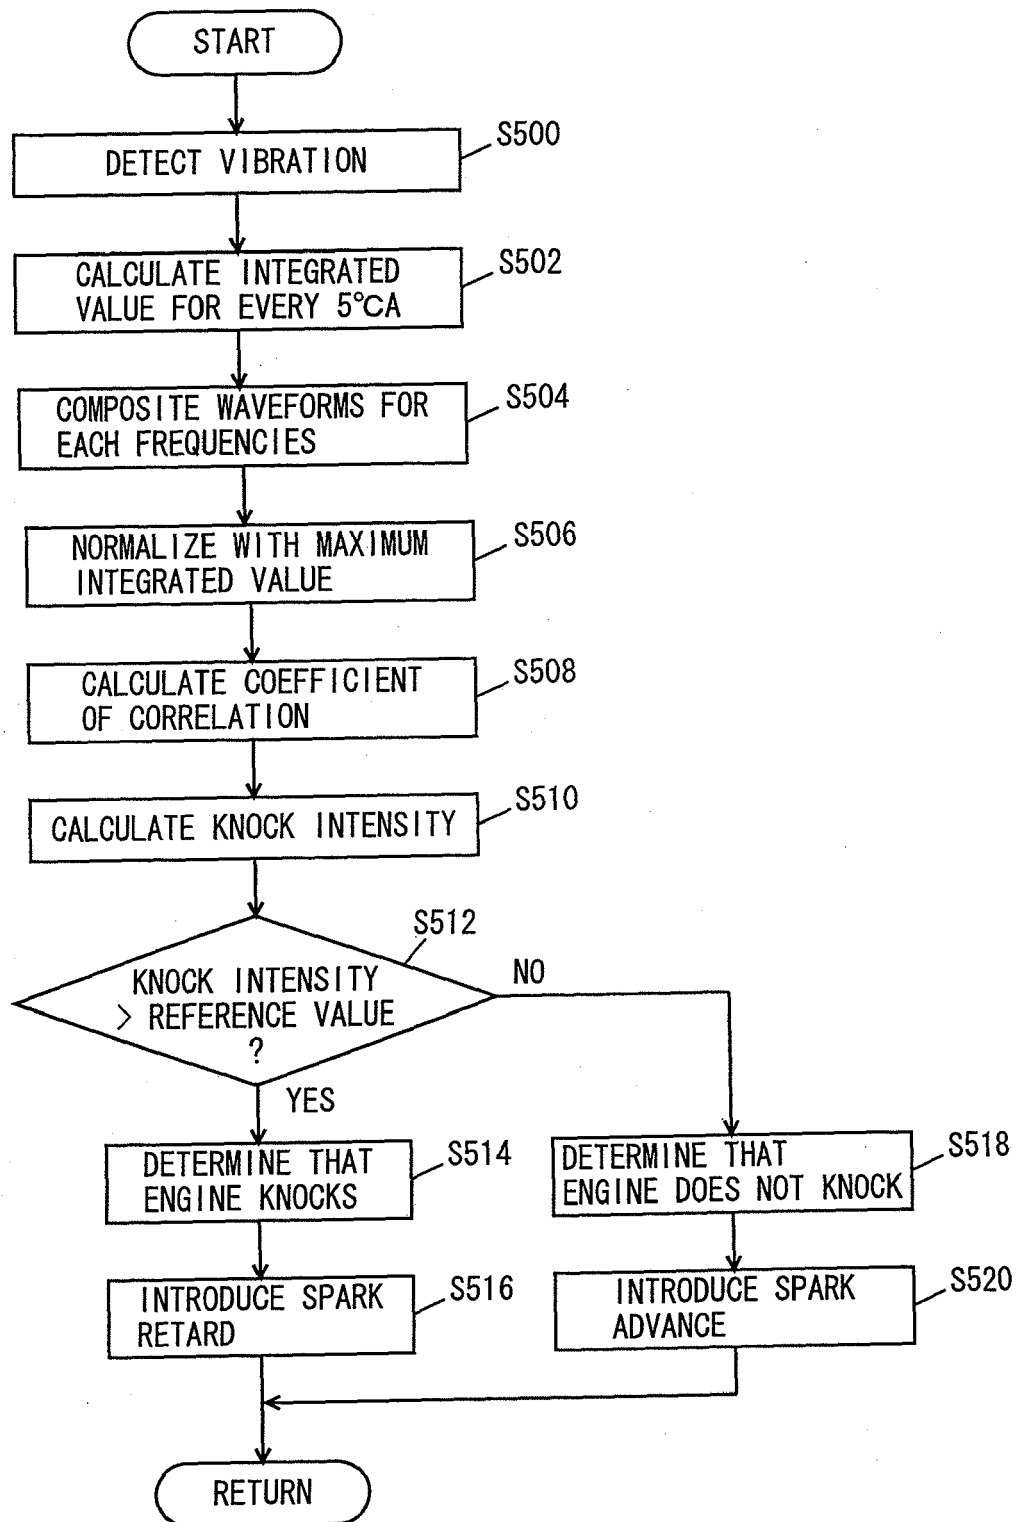 START
DETECT VIBRATION
S500
CALCULATE INTEGRATED
VALUE FOR EVERY 5℃A
S502
COMPOSITE WAVEFORMS FOR
EACH FREQUENCIES
S504
NORMALIZE WITH MAXIMUM
INTEGRATED VALUE
S506
CALCULATE COEFFICIENT
OF CORRELATION
S508
CALCULATE KNOCK INTENSITY
S510
KNOCK INTENSITY
> REFERENCE VALUE
?
S512
NO
YES
DETERMINE THAT
ENGINE KNOCKS
S514
DETERMINE THAT
ENGINE DOES NOT KNOCK
S518
INTRODUCE SPARK
RETARD
S516
INTRODUCE SPARK
ADVANCE
S520
RETURN